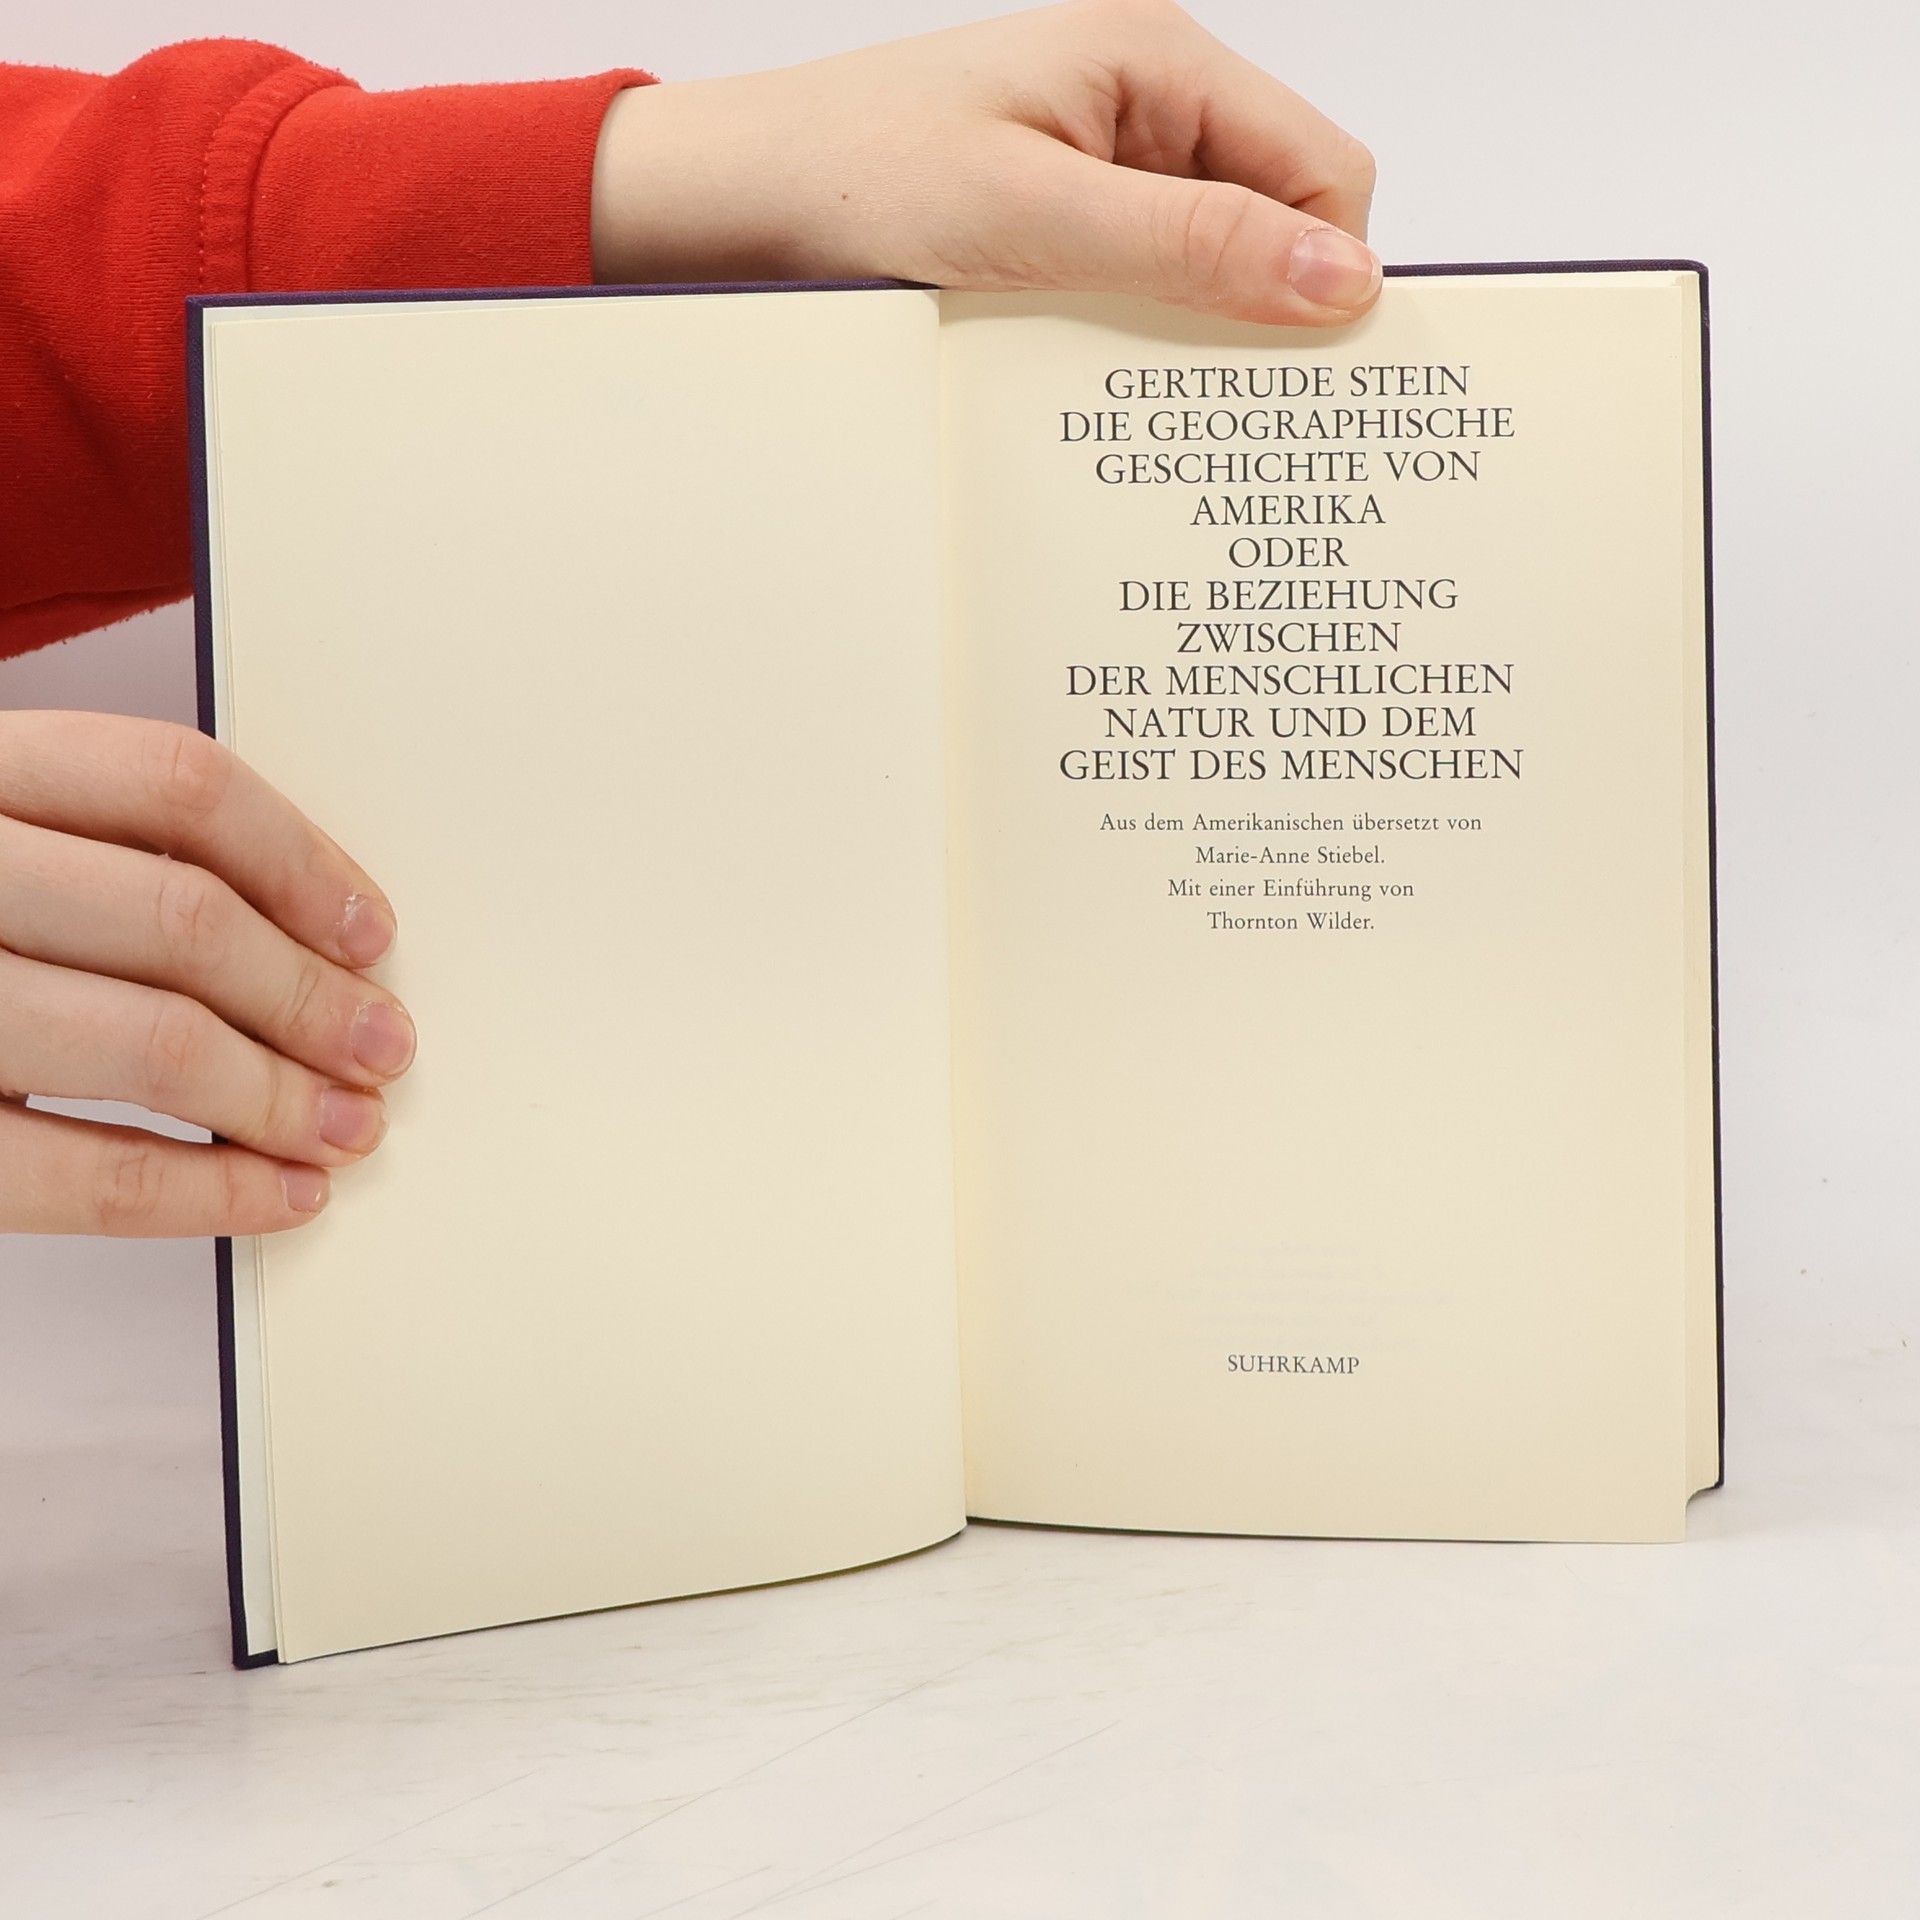 GERTRUDE STEIN
DIE GEOGRAPHISCHE
GESCHICHTE VON
AMERIKA
ODER
DIE BEZIEHUNG
ZWISCHEN
DER MENSCHLICHEN
NATUR UND DEM
GEIST DES MENSCHEN
Aus dem Amerikanischen übersetzt von
Marie-Anne Stiebel.
Mit einer Einführung von
Thornton Wilder.
SUHRKAMP